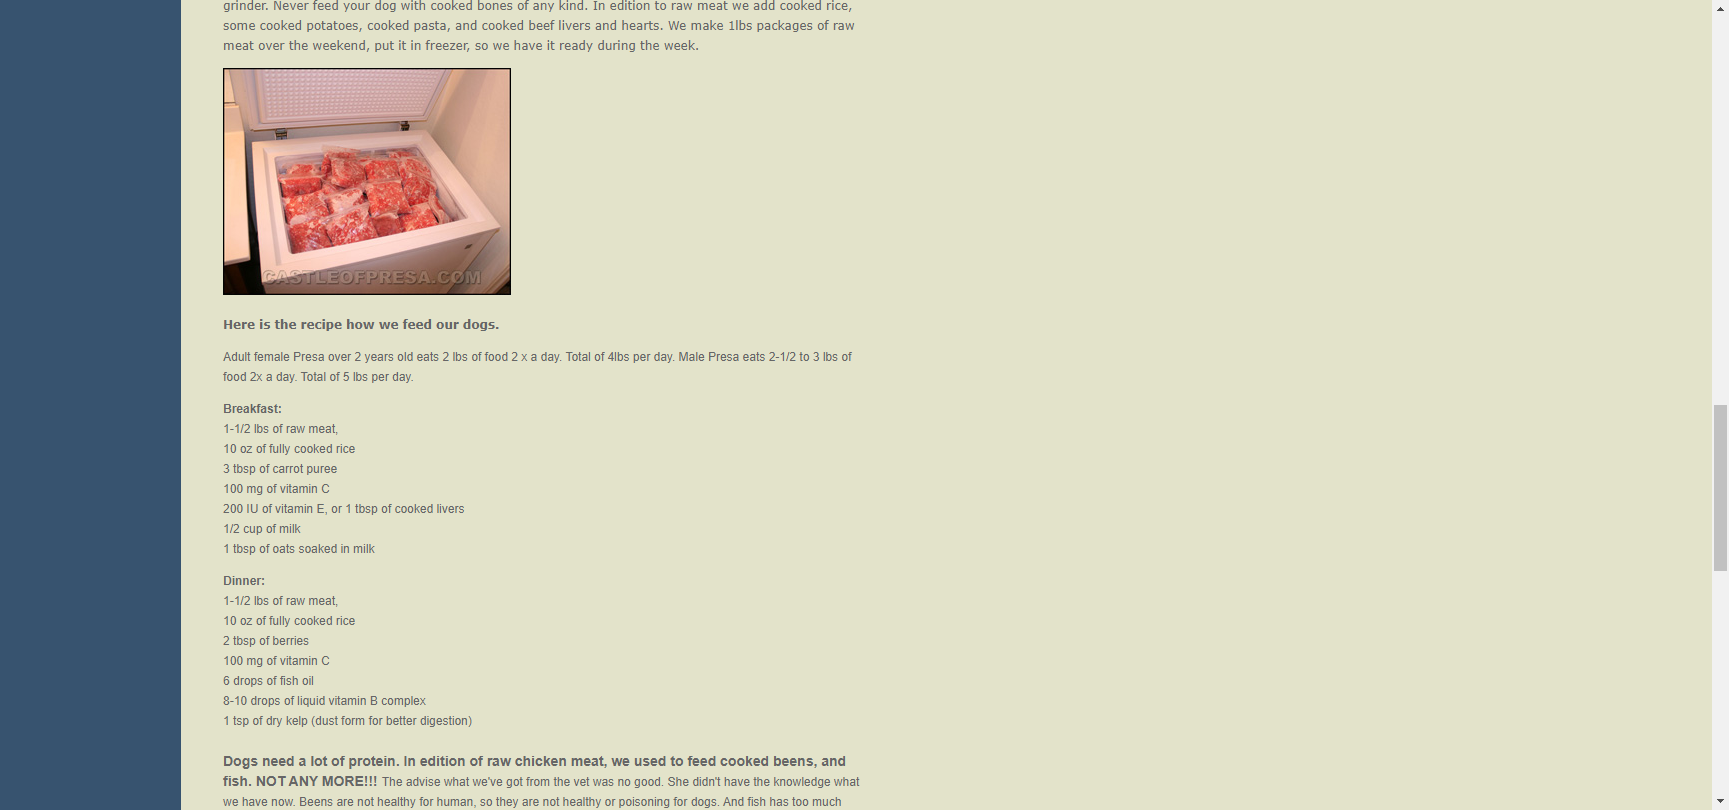 grinder. Never feed your dog with cooked bones of any kind. In edition to raw meat we add cooked rice,
some cooked potatoes, cooked pasta, and cooked beef livers and hearts. We make 1lbs packages of raw
meat over the weekend, put it in freezer, so we have it ready during the week.
CASTLEOFPRESA.COM
Here is the recipe how we feed our dogs.
Adult female Presa over 2 years old eats 2 lbs of food 2 x a day. Total of 4lbs per day. Male Presa eats 2-1/2 to 3 lbs of
food 2x a day. Total of 5 lbs per day.
Breakfast:
1-1/2 lbs of raw meat,
10 oz of fully cooked rice
3 tbsp of carrot puree
100 mg of vitamin C
200 IU of vitamin E, or 1 tbsp of cooked livers
1/2 cup of milk
1 tbsp of oats soaked in milk
Dinner:
1-1/2 lbs of raw meat,
10 oz of fully cooked rice
2 tbsp of berries
100 mg of vitamin C
6 drops of fish oil
8-10 drops of liquid vitamin B complex
1 tsp of dry kelp (dust form for better digestion)
Dogs need a lot of protein. In edition of raw chicken meat, we used to feed cooked beens, and
fish. NOT ANY MORE!!! The advise what we've got from the vet was no good. She didn't have the knowledge what
we have now. Beens are not healthy for human, so they are not healthy or poisoning for dogs. And fish has too much